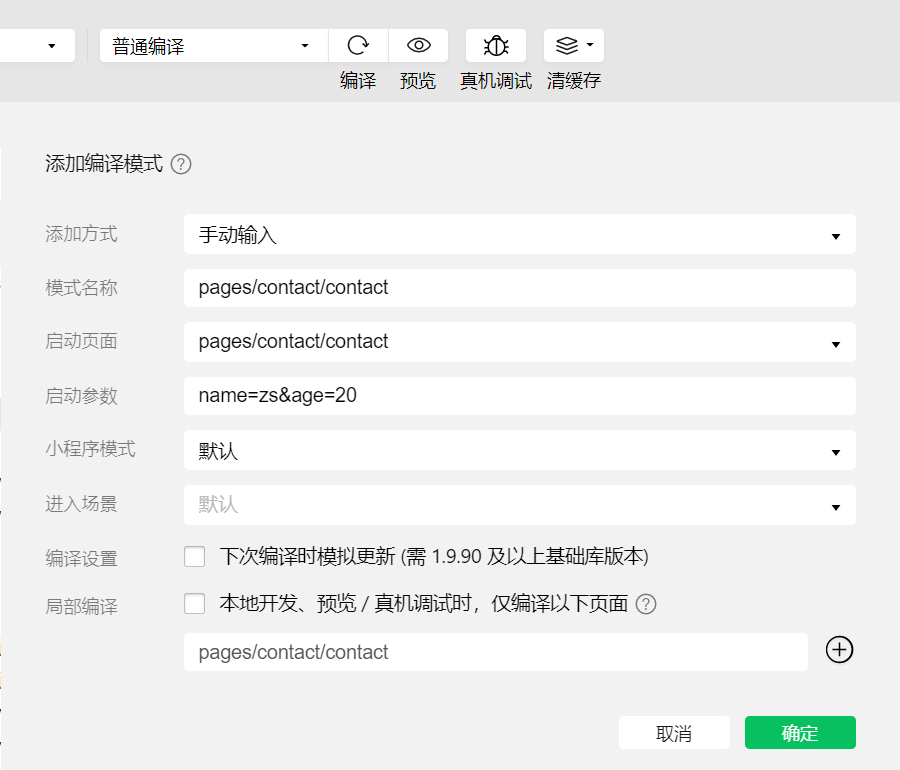 普通编译
编译 预览 真机调试 清缓存
添加编译模式 ?
添加方式 手动输入
模式名称 pages/contact/contact
启动页面 pages/contact/contact
启动参数 name=zs&age=20
小程序模式 默认
进入场景 默认
编译设置 下次编译时模拟更新 (需 1.9.90 及以上基础库版本)
局部编译 本地开发、预览 / 真机调试时，仅编译以下页面 ?
pages/contact/contact
取消 确定